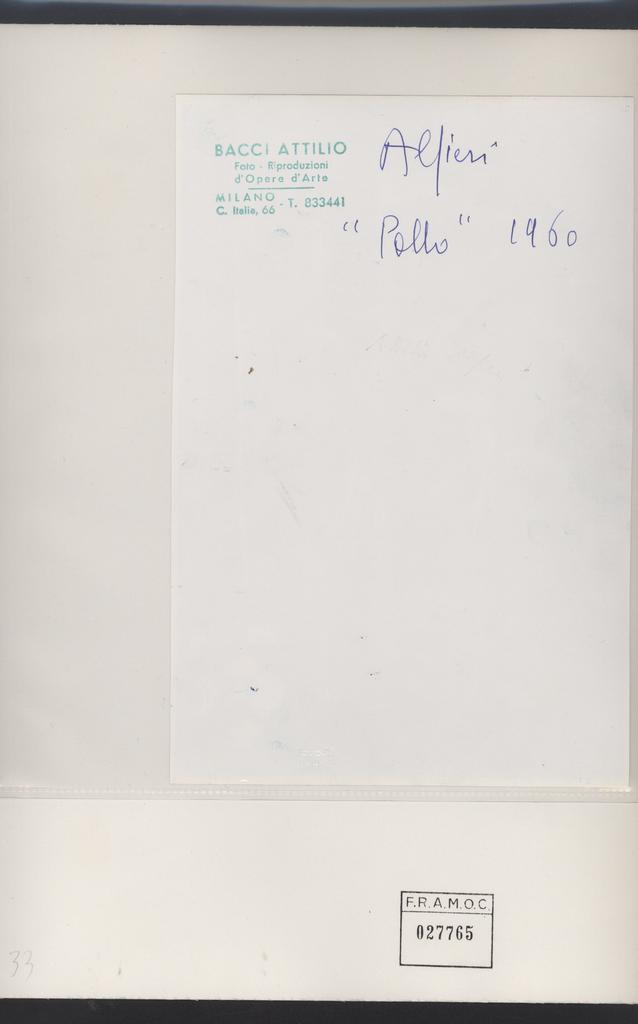 BACCI ATTILIO
Foto - Riproduzioni
d'Opere d'Arte
MILANO - T. 833441
C. Italia, 66
Alfieri
"Pollo" 1960
F.R.A.M.O.C.
027765
33